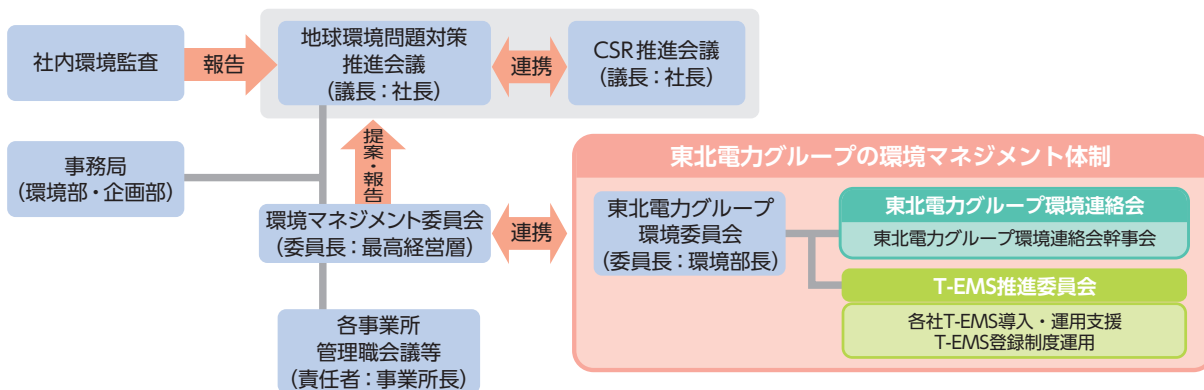 社内環境監査
報告
地球環境問題対策
推進会議
(議長:社長)
連携
CSR推進会議
(議長:社長)
事務局
(環境部・企画部)
提案・報告
環境マネジメント委員会
(委員長:最高経営層)
連携
各事業所
管理職会議等
(責任者:事業所長)
東北電力グループの環境マネジメント体制
東北電力グループ
環境委員会
(委員長:環境部長)
東北電力グループ環境連絡会
東北電力グループ環境連絡会幹事会
T-EMS推進委員会
各社T-EMS導入・運用支援
T-EMS登録制度運用